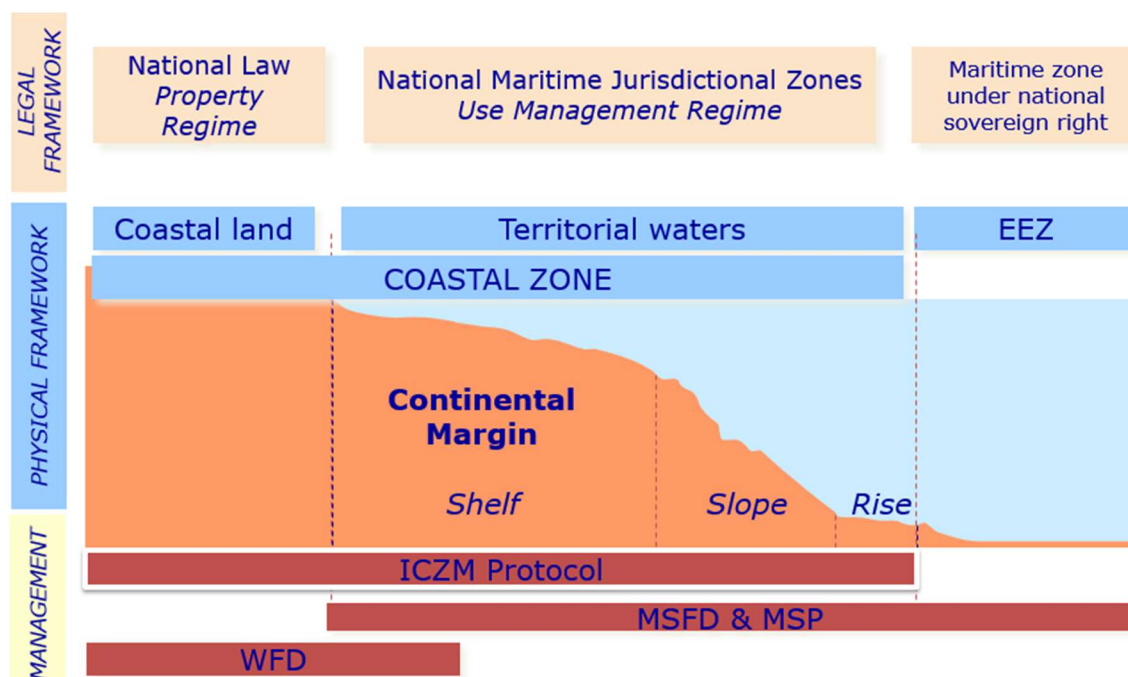 LEGAL
FRAMEWORK
National Law
Property
Regime
National Maritime Jurisdictional Zones
Use Management Regime
Maritime zone
under national
sovereign right
PHYSICAL FRAMEWORK
Coastal land
Territorial waters
EEZ
COASTAL ZONE
Continental
Margin
Shelf
Slope
Rise
MANAGEMENT
ICZM Protocol
MSFD & MSP
WFD